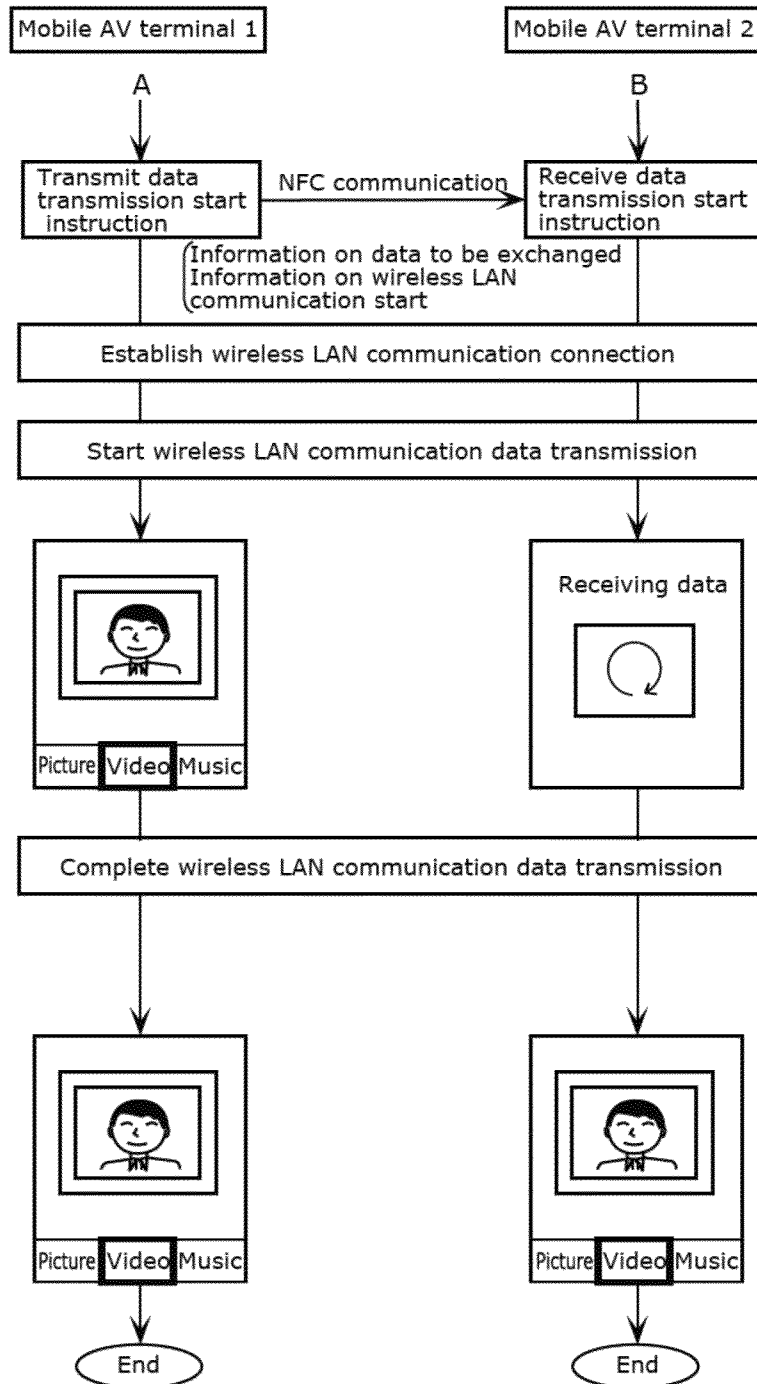 Mobile AV terminal 1
Mobile AV terminal 2
A
B
Transmit data
transmission start
instruction
NFC communication
Receive data
transmission start
instruction
Information on data to be exchanged
Information on wireless LAN
communication start
Establish wireless LAN communication connection
Start wireless LAN communication data transmission
Receiving data
Picture Video Music
Complete wireless LAN communication data transmission
Picture Video Music
Picture Video Music
End
End